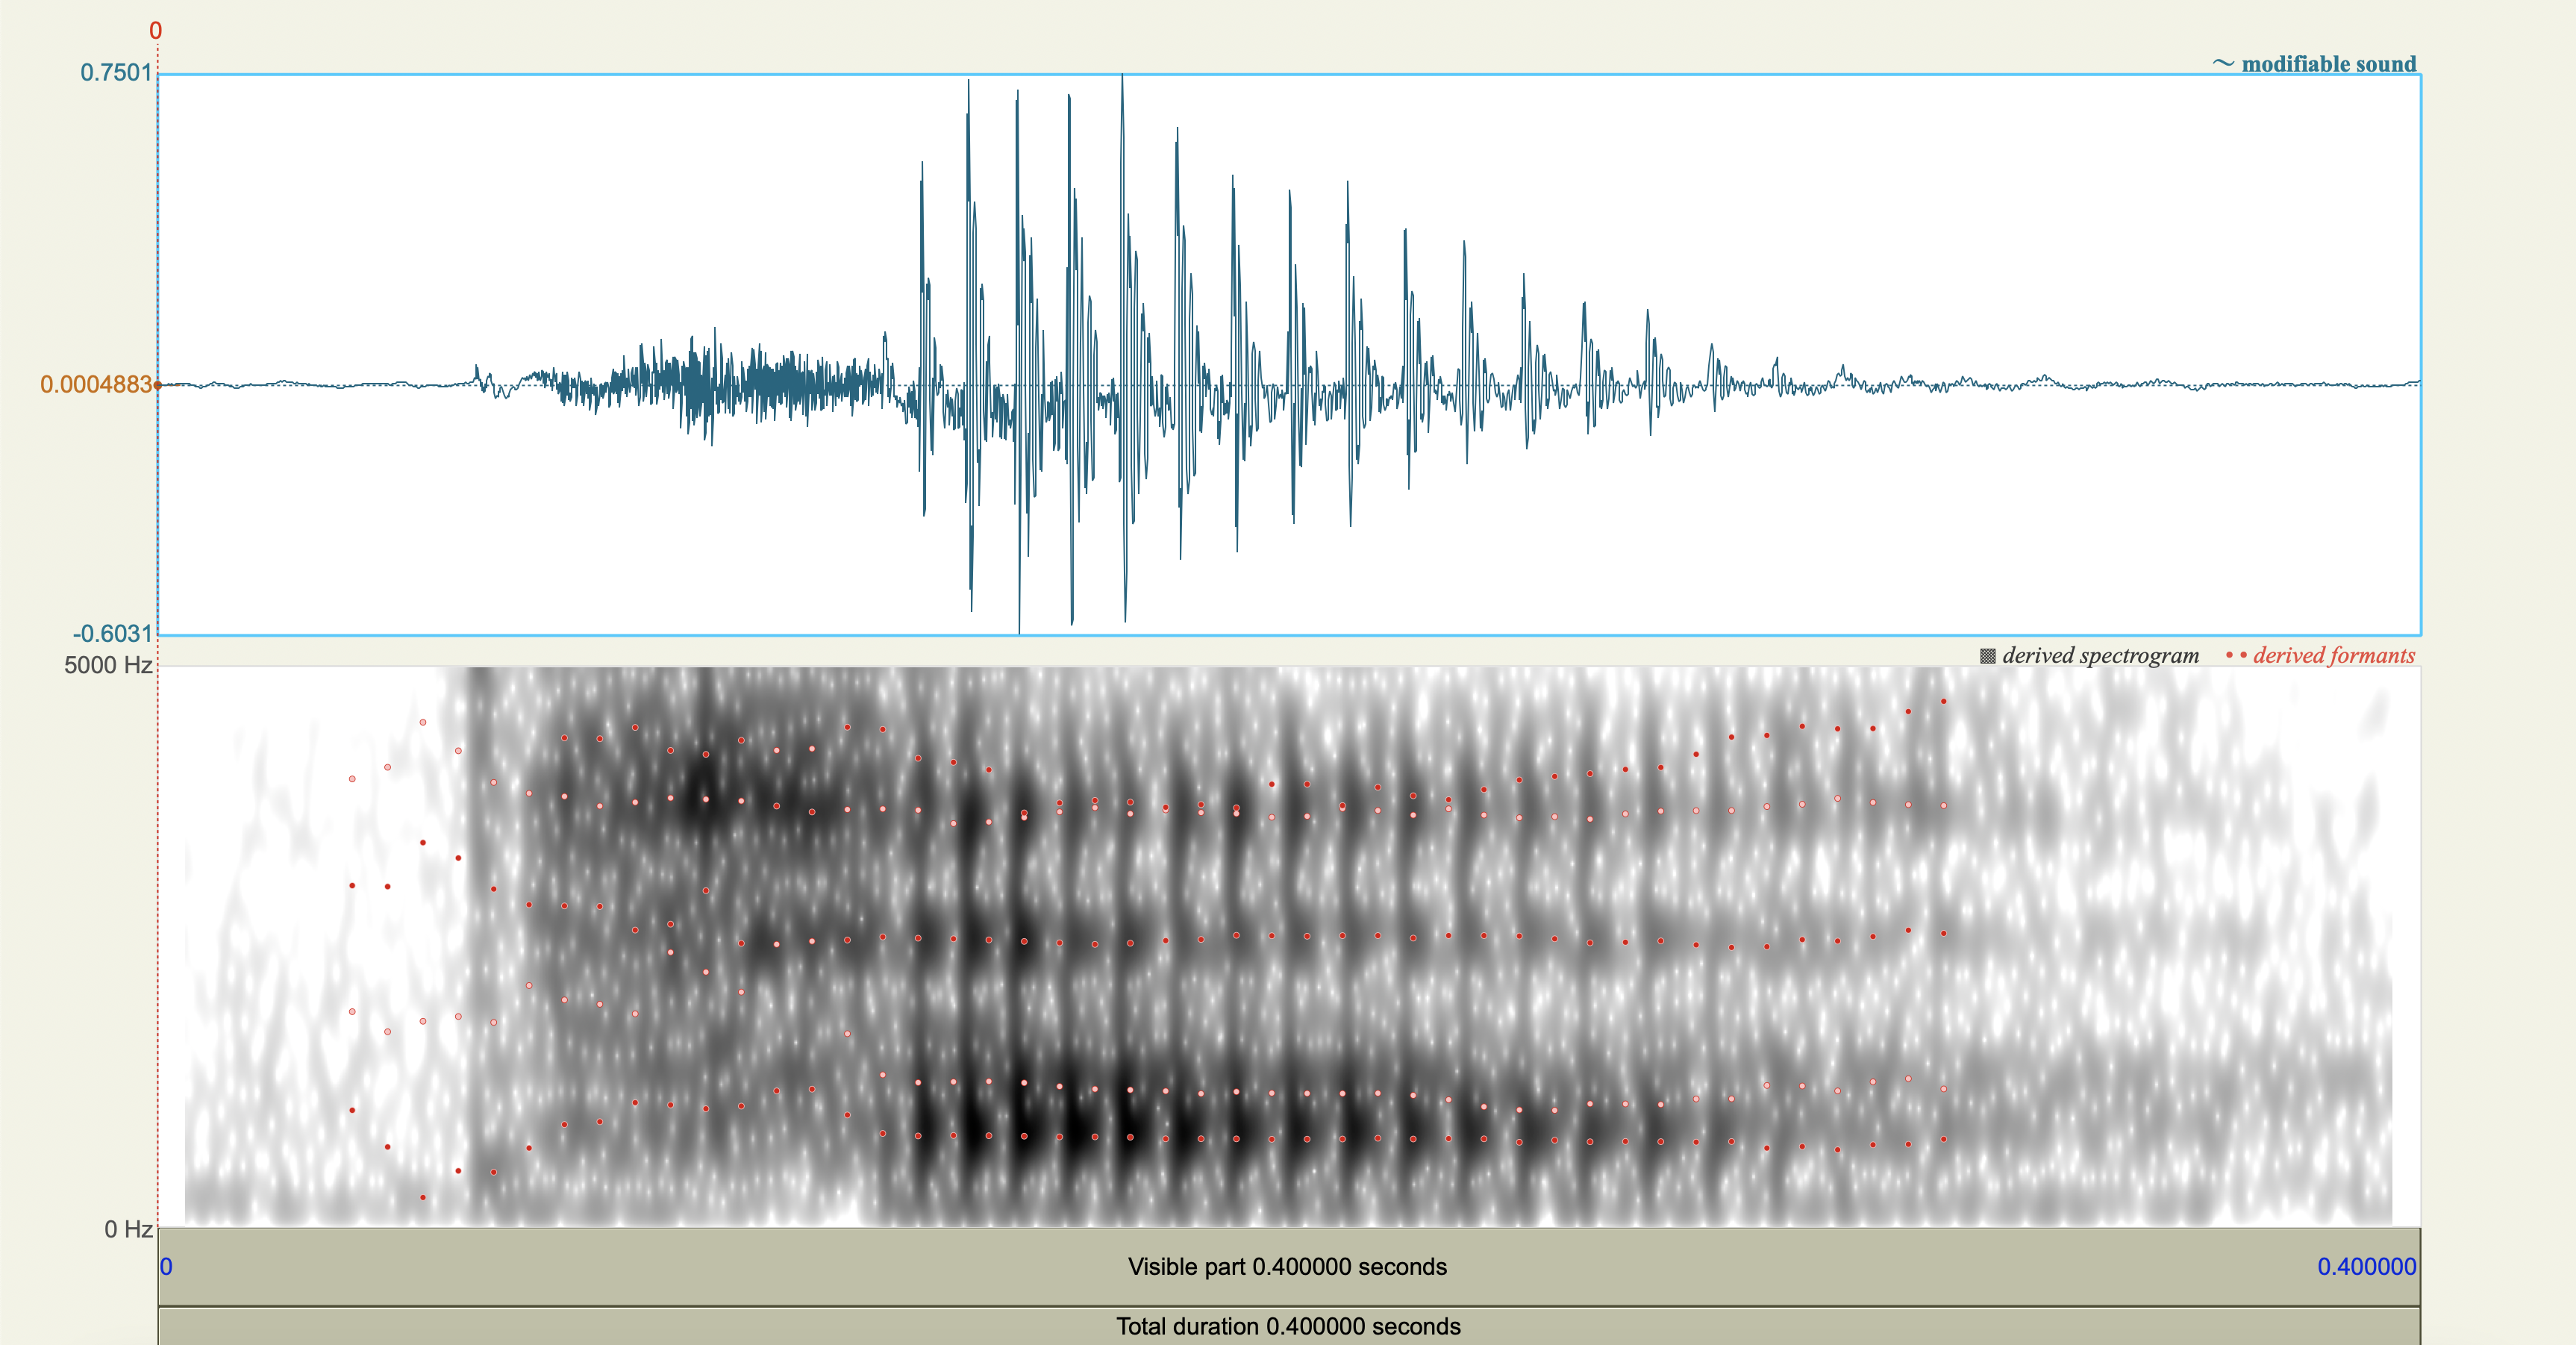 0
0.7501
~ modifiable sound
0.0004883
-0.6031
5000 Hz
derived spectrogram •• derived formants
0 Hz
0 Visible part 0.400000 seconds 0.400000
Total duration 0.400000 seconds